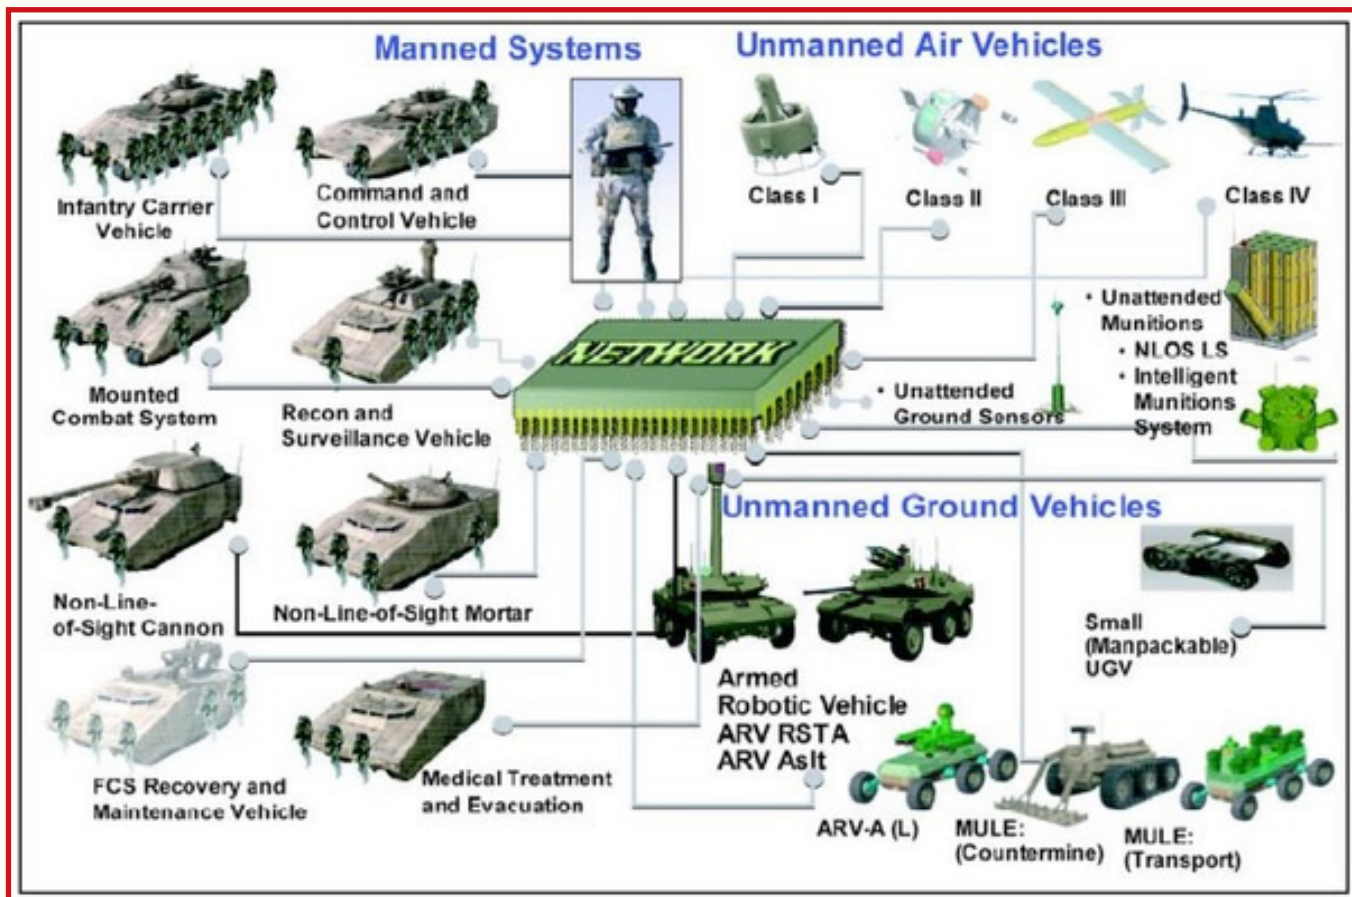 Manned Systems
Unmanned Air Vehicles
Infantry Carrier
Vehicle
Command and
Control Vehicle
Class I
Class II
Class III
Class IV
Mounted
Combat System
Recon and
Surveillance Vehicle
NETWORK
• Unattended
Ground Sensors
• Unattended
Munitions
• NLOS LS
• Intelligent
Munitions
System
Non-Line-
of-Sight Cannon
Non-Line-of-Sight Mortar
Unmanned Ground Vehicles
Small
(Manpackable)
UGV
Armed
Robotic Vehicle
ARV RSTA
ARV Aslt
FCS Recovery and
Maintenance Vehicle
Medical Treatment
and Evacuation
ARV-A (L)
MULE:
(Countermine)
MULE:
(Transport)